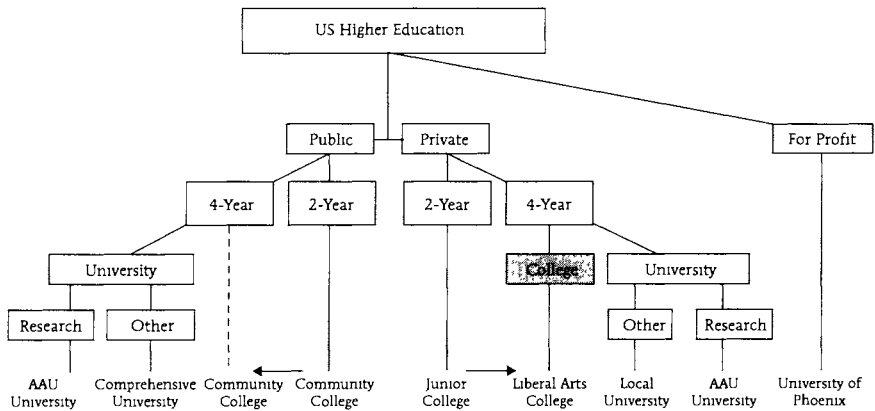 US Higher Education
Public
Private
For Profit
4-Year
2-Year
2-Year
4-Year
University
College
University
Research
Other
Other
Research
AAU
University
Comprehensive
University
Community
College
Community
College
Junior
College
Liberal Arts
College
Local
University
AAU
University
University of
Phoenix